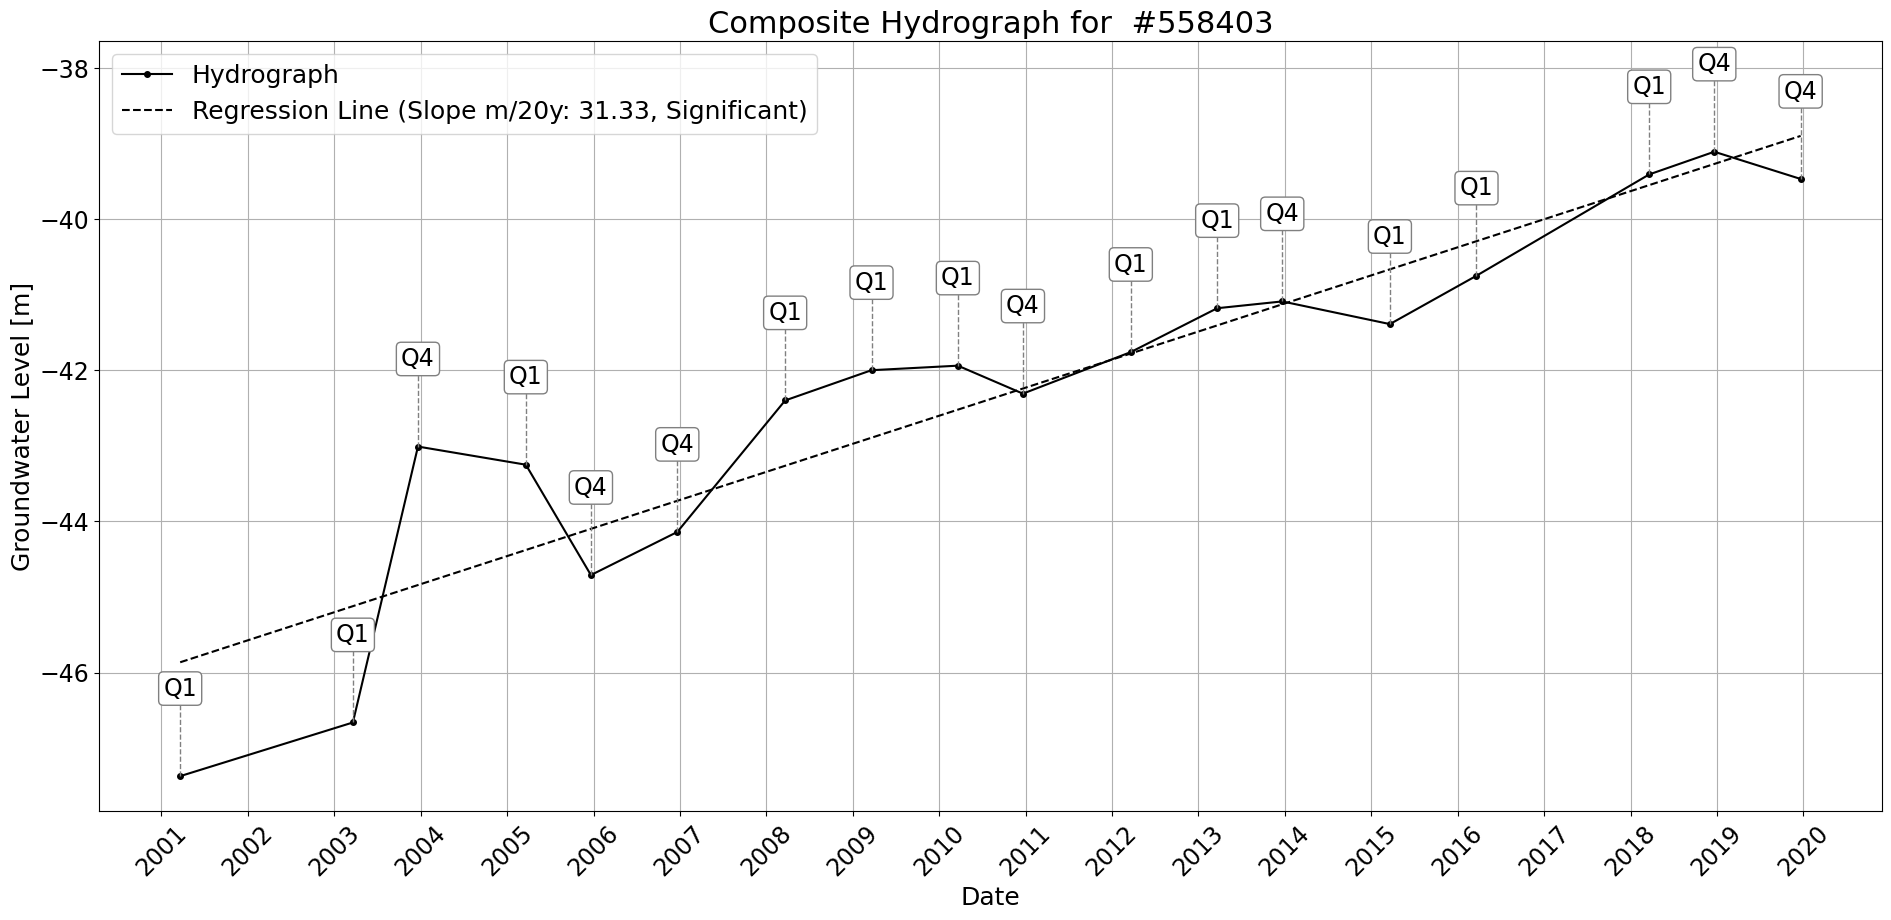 Composite Hydrograph for  #558403
Hydrograph
Regression Line (Slope m/20y: 31.33, Significant)
Groundwater Level [m]
−38
−40
−42
−44
−46
Q1
Q1
Q4
Q1
Q4
Q4
Q1
Q1
Q1
Q4
Q1
Q1
Q4
Q1
Q1
Q1
Q4
Q4
2001
2002
2003
2004
2005
2006
2007
2008
2009
2010
2011
2012
2013
2014
2015
2016
2017
2018
2019
2020
Date